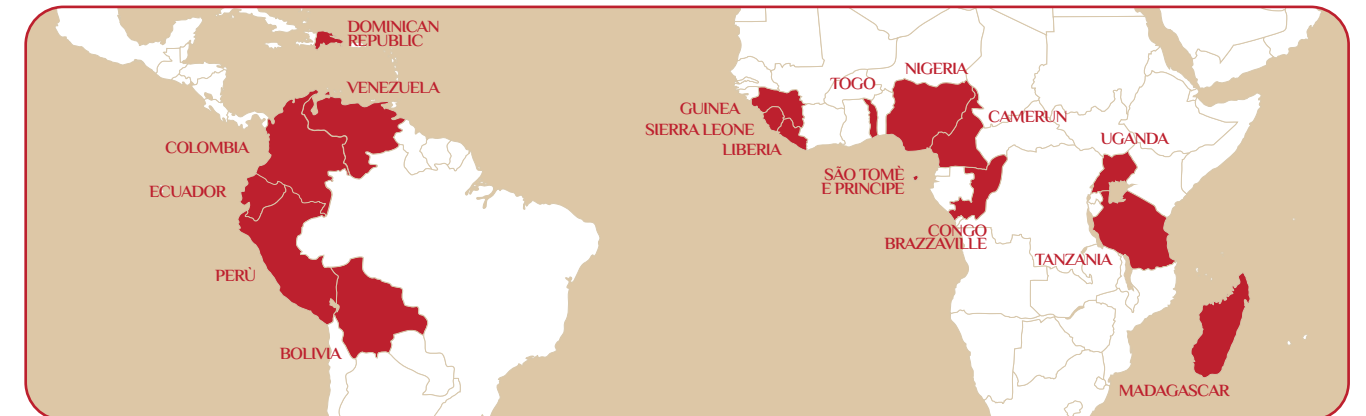 DOMINICAN
REPUBLIC
VENEZUELA
COLOMBIA
ECUADOR
PERÙ
BOLIVIA
GUINEA
SIERRA LEONE
LIBERIA
TOGO
NIGERIA
CAMERUN
UGANDA
SÃO TOMÈ
E PRINCIPE
CONGO
BRAZZAVILLE
TANZANIA
MADAGASCAR